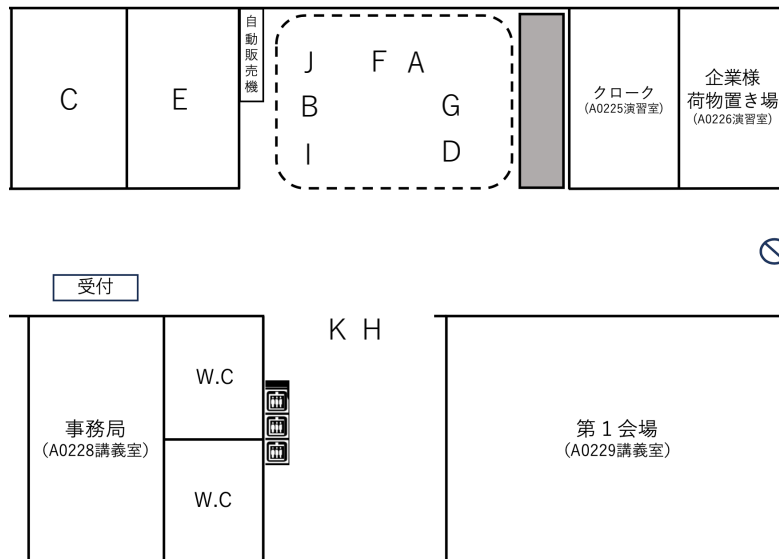 自動販売機
C
E
J
F
A
B
G
I
D
クローク
(A0225演習室)
企業様
荷物置き場
(A0226演習室)
受付
K
H
W.C
事務局
(A0228講義室)
W.C
第1会場
(A0229講義室)